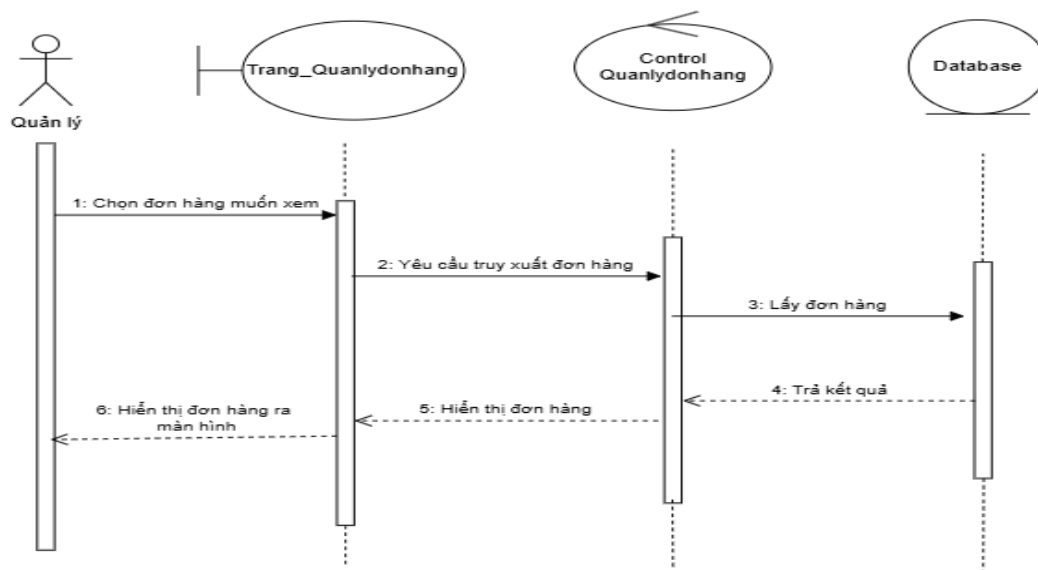 Trang_Quanlydonhang
Control
Quanlydonhang
Database
Quản lý
1: Chọn đơn hàng muốn xem
2: Yêu cầu truy xuất đơn hàng
3: Lấy đơn hàng
4: Trả kết quả
5: Hiển thị đơn hàng
6: Hiển thị đơn hàng ra
màn hình